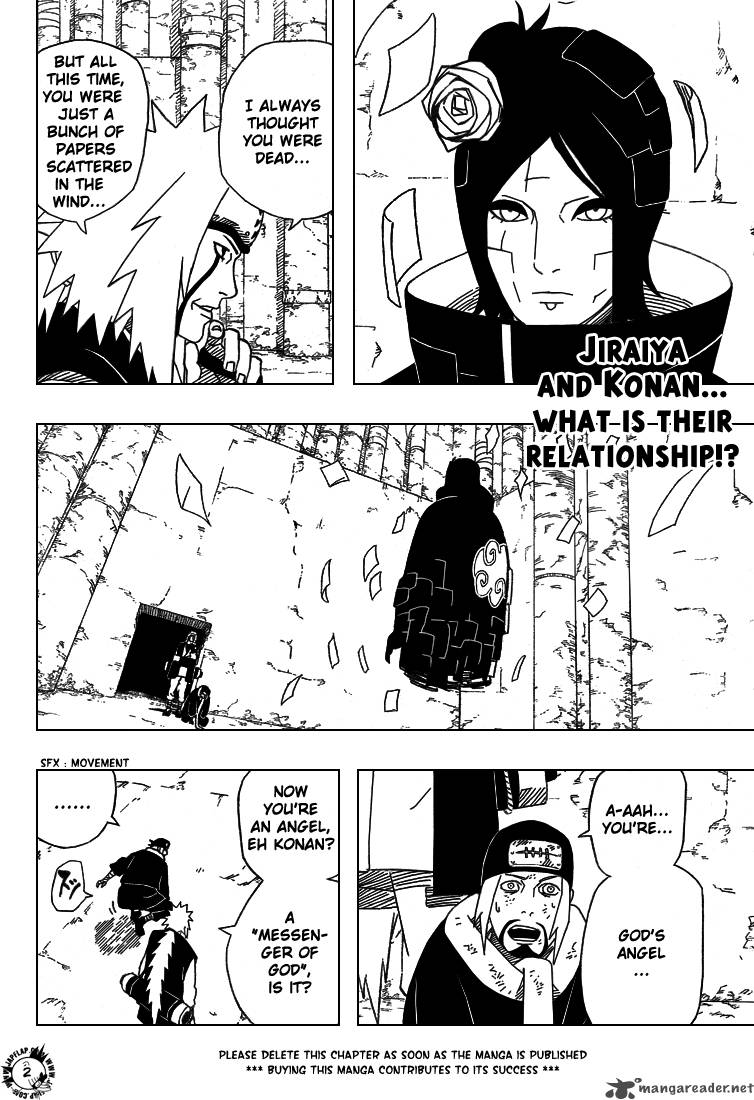 JIRAIYA
AND KONAN...
WHAT IS THEIR
RELATIONSHIP!?
I ALWAYS
THOUGHT
YOU WERE
DEAD...
BUT ALL
THIS TIME,
YOU WERE
JUST A
BUNCH OF
PAPERS
SCATTERED
IN THE
WIND...
A-AAH...
YOU'RE...
GOD'S
ANGEL
...
SFX : MOVEMENT
NOW
YOU'RE
AN ANGEL,
EH KONAN?
A
"MESSEN-
GER OF
GOD",
IS IT?
......
ズッ
2
PLEASE DELETE THIS CHAPTER AS SOON AS THE MANGA IS PUBLISHED
*** BUYING THIS MANGA CONTRIBUTES TO ITS SUCCESS ***
mangareader.net